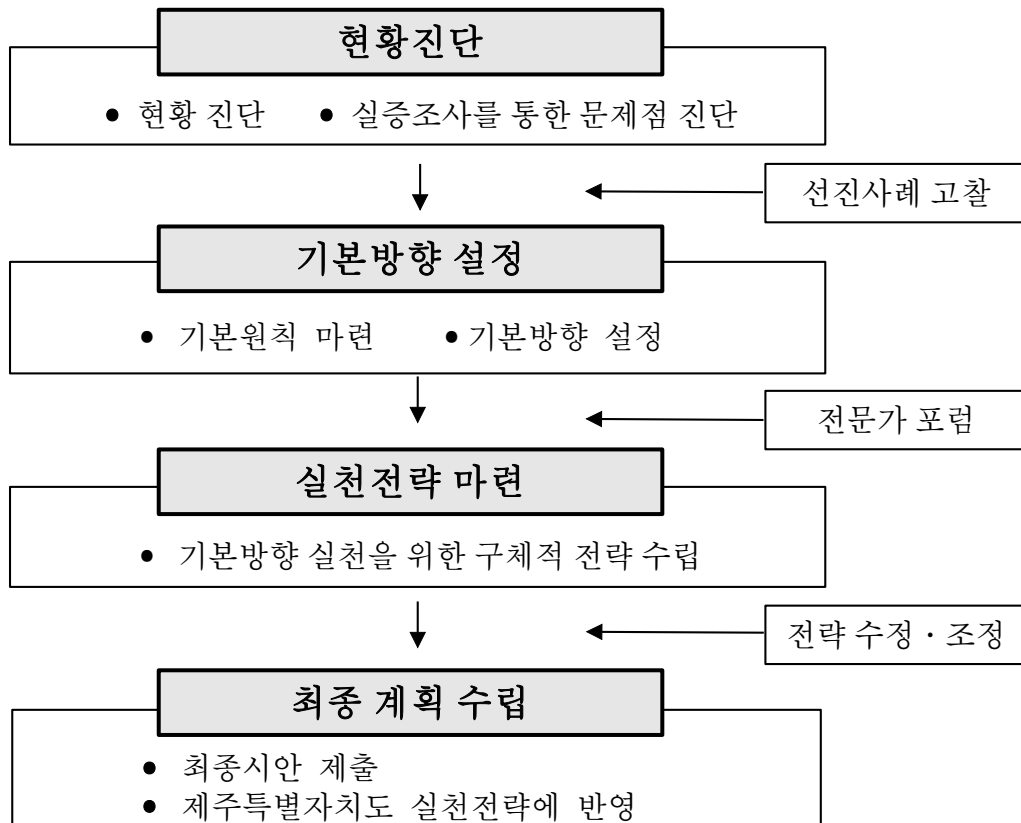 현황진단
• 현황 진단 • 실증조사를 통한 문제점 진단
선진사례 고찰
기본방향 설정
• 기본원칙 마련 • 기본방향 설정
전문가 포럼
실천전략 마련
• 기본방향 실천을 위한 구체적 전략 수립
전략 수정 · 조정
최종 계획 수립
• 최종시안 제출
• 제주특별자치도 실천전략에 반영